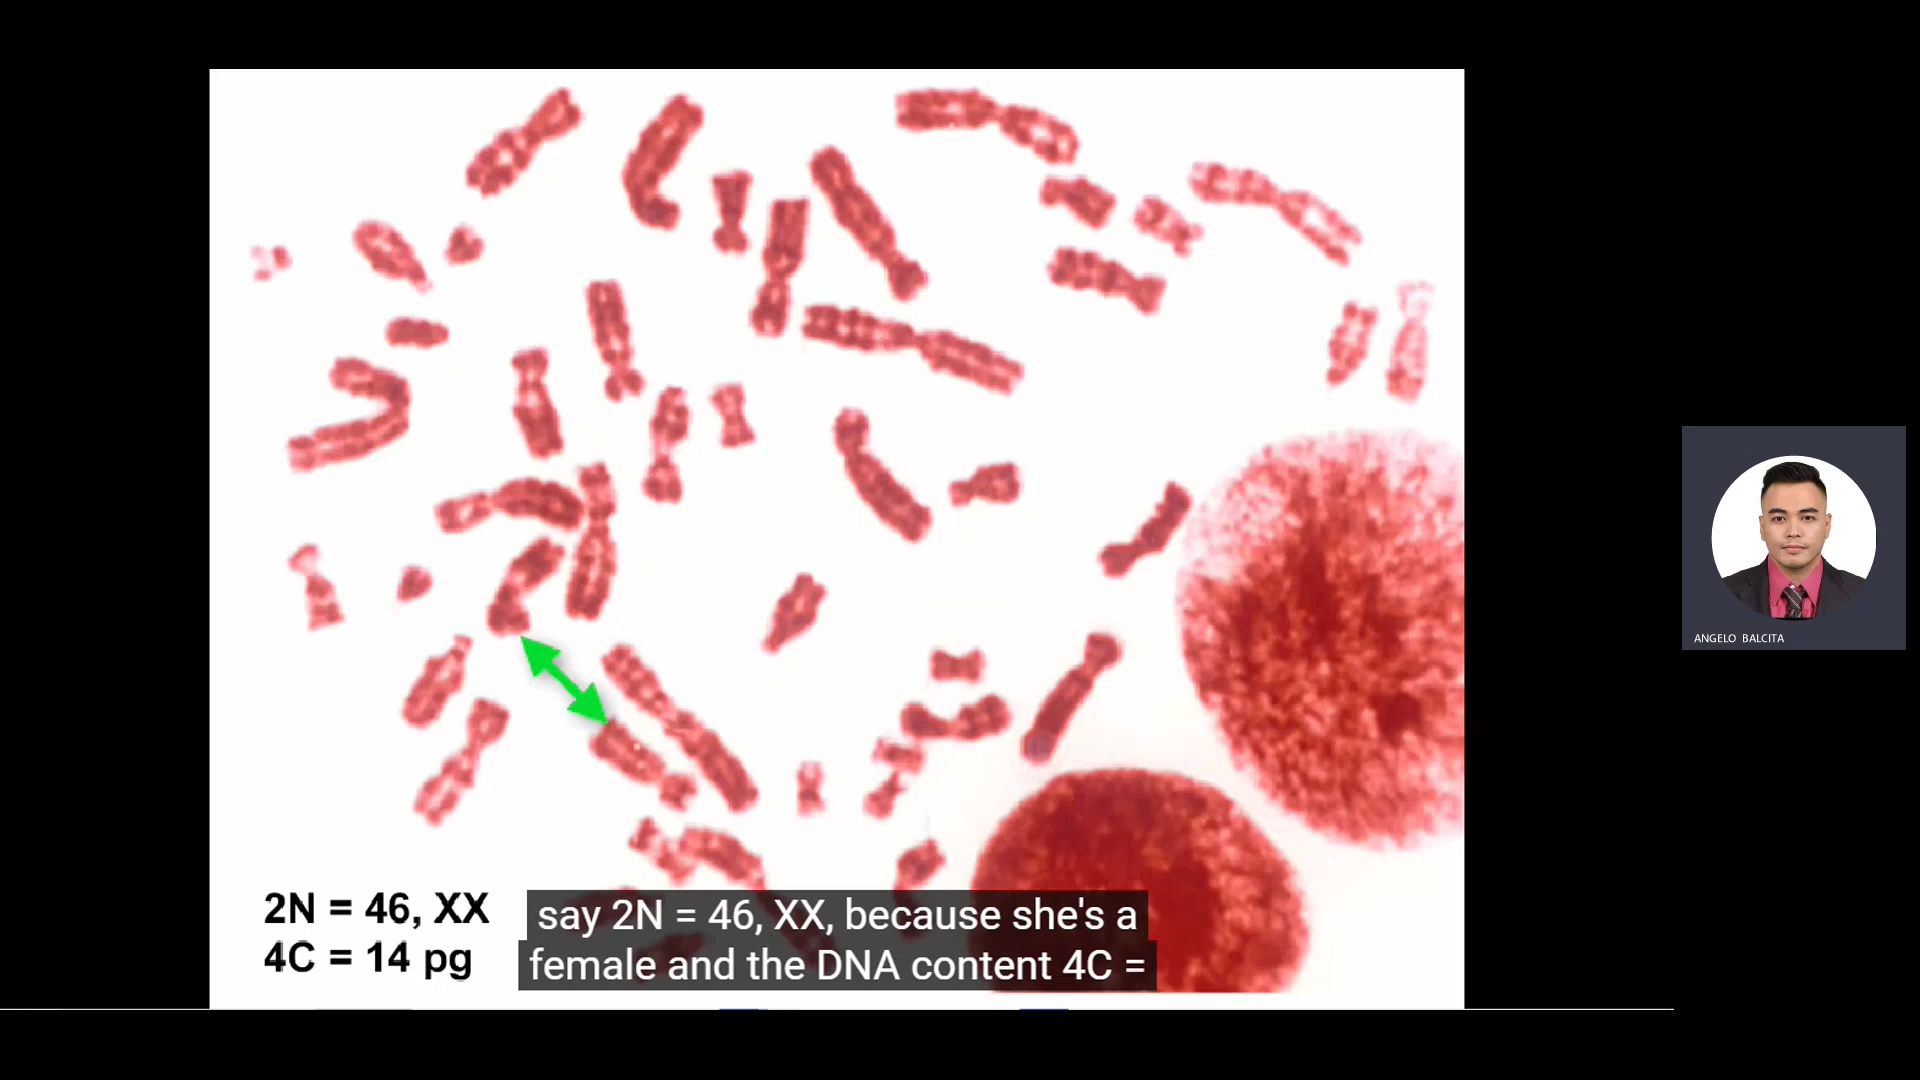 2N = 46, XX
4C = 14 pg
say 2N = 46, XX, because she's a
female and the DNA content 4C =
ANGELO BALCITA